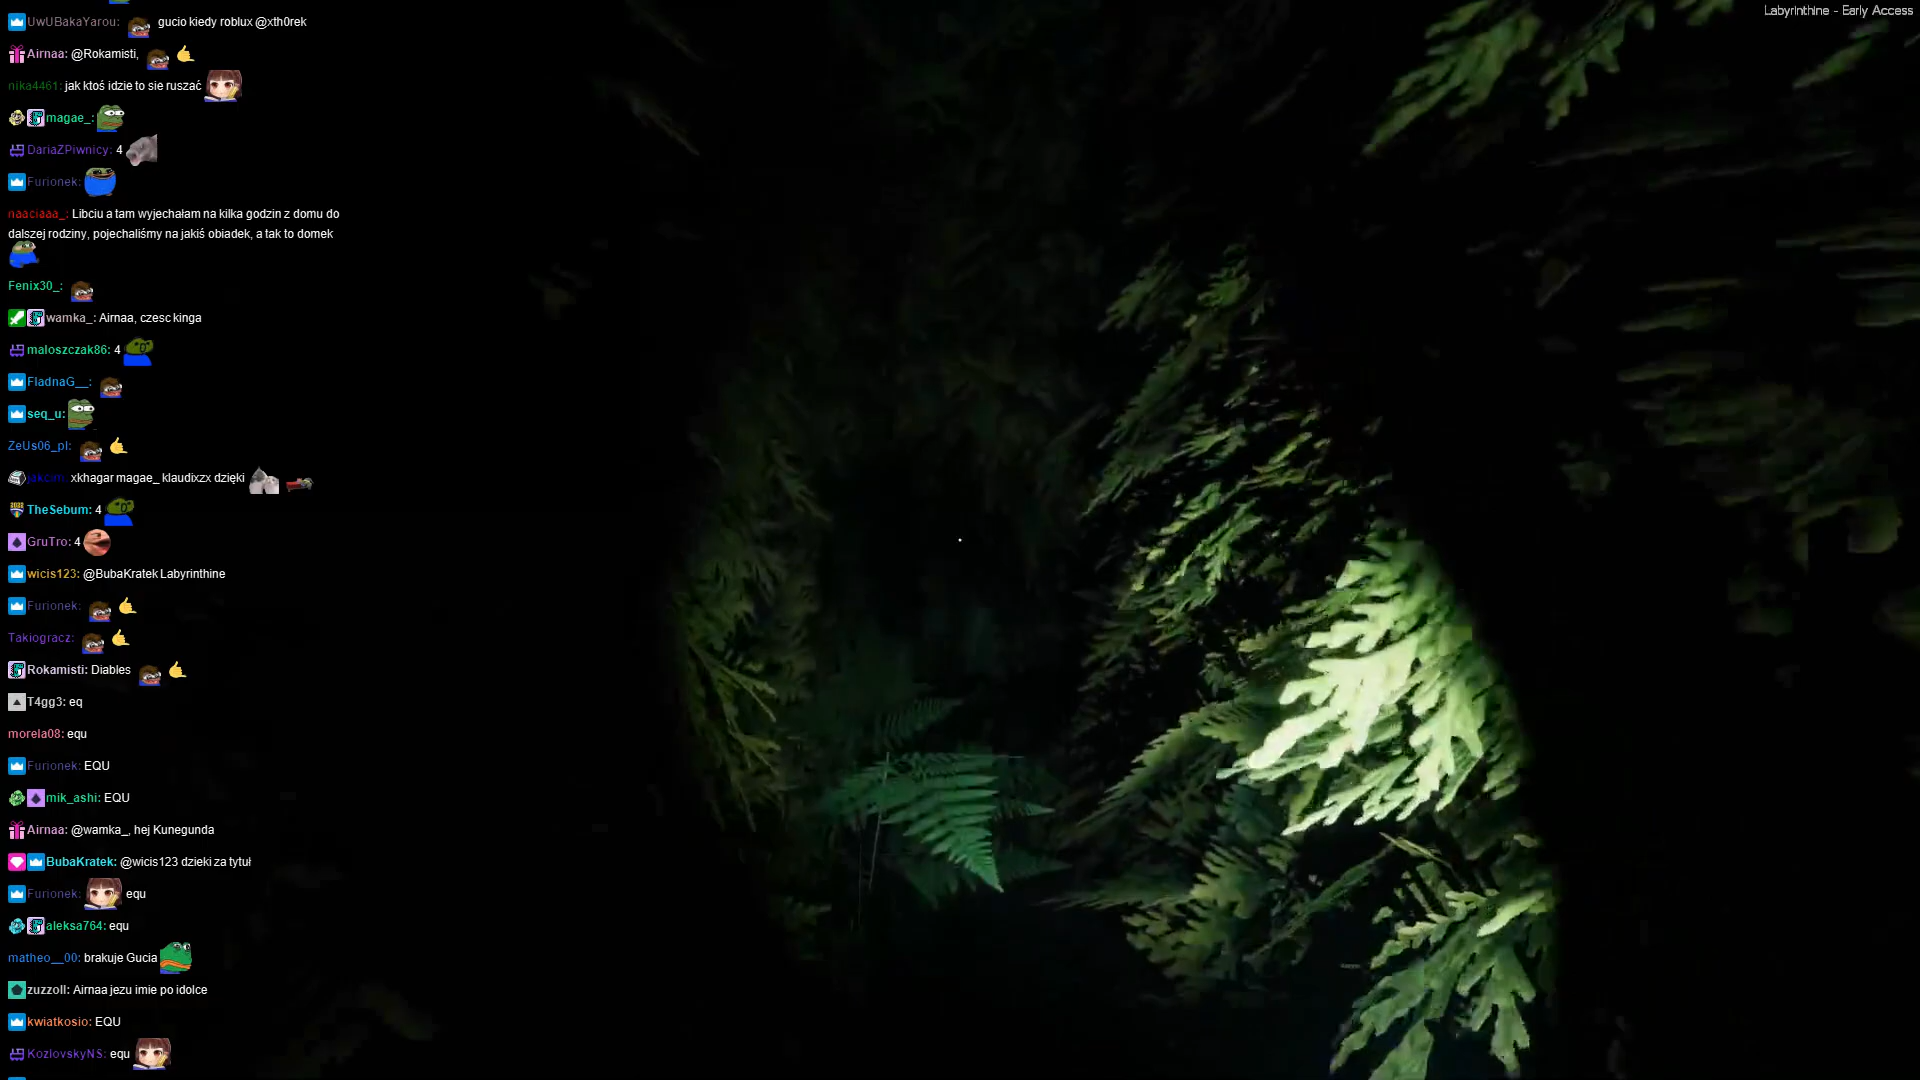 Labyrinthine - Early Access
UwUBakaYarou: gucio kiedy roblux @xth0rek
Airnaa: @Rokamisti,
nika4461: jak ktoś idzie to sie ruszać
magae_:
DariaZPiwnicy: 4
Furionek:
naaciaaa_: Libciu a tam wyjechałam na kilka godzin z domu do
dalszej rodziny, pojechaliśmy na jakiś obiadek, a tak to domek
Fenix30_:
wamka_: Airnaa, czesc kinga
maloszczak86: 4
FladnaG__:
seq_u:
ZeUs06_pl:
xkhagar magae_ klaudixzx dzięki
TheSebum: 4
GruTro: 4
wicis123: @BubaKratek Labyrinthine
Furionek:
Takiogracz:
Rokamisti: Diables
T4gg3: eq
morela08: equ
Furionek: EQU
mik_ashi: EQU
Airnaa: @wamka_, hej Kunegunda
BubaKratek: @wicis123 dzieki za tytuł
Furionek: equ
aleksa764: equ
matheo__00: brakuje Gucia
zuzzoll: Airnaa jezu imie po idolce
kwiatkosio: EQU
KozlovskyNS: equ